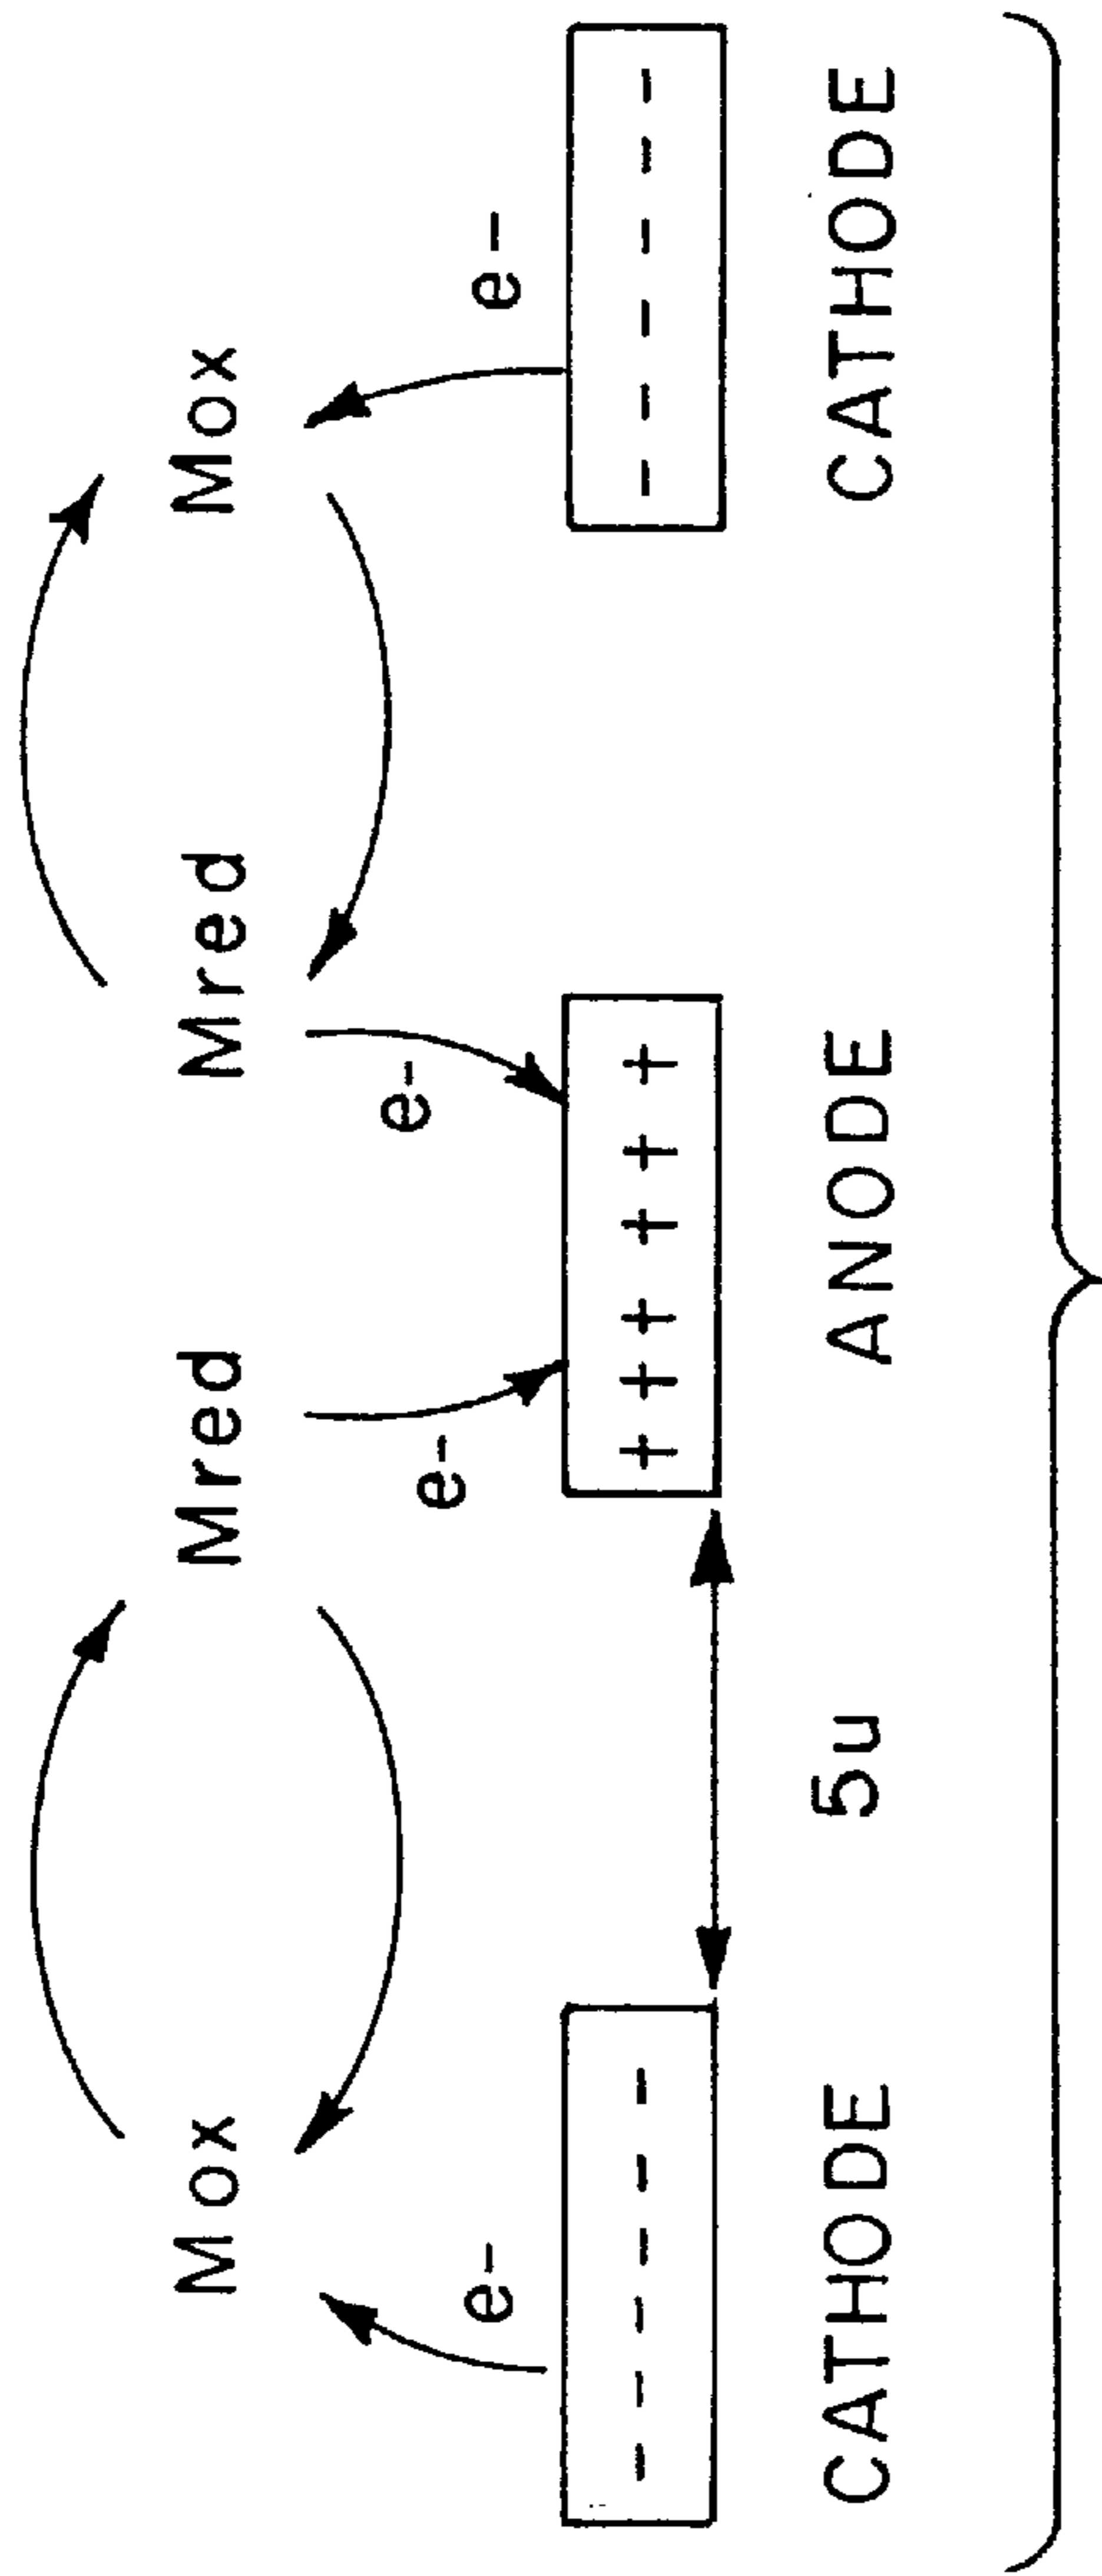 Mox Mred Mred Mox
e- e- e- e-
- - - - - - + + + + + + - - - - - -
CATHODE 5u ANODE CATHODE